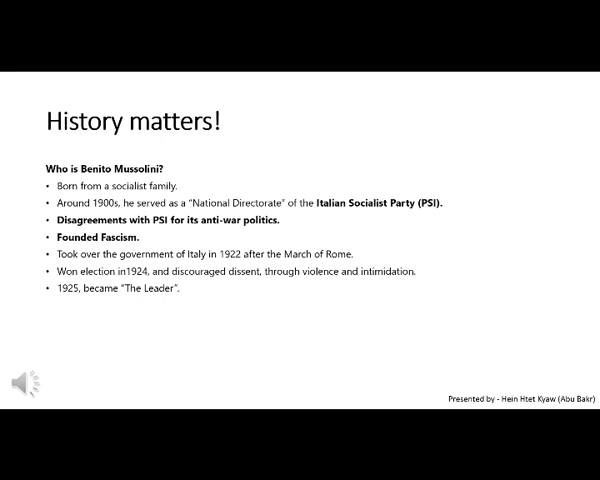 History matters!
Who is Benito Mussolini?
• Born from a socialist family.
• Around 1900s, he served as a “National Directorate” of the Italian Socialist Party (PSI).
• Disagreements with PSI for its anti-war politics.
• Founded Fascism.
• Took over the government of Italy in 1922 after the March of Rome.
• Won election in1924, and discouraged dissent, through violence and intimidation.
• 1925, became “The Leader”.
Presented by - Hein Htet Kyaw (Abu Bakr)